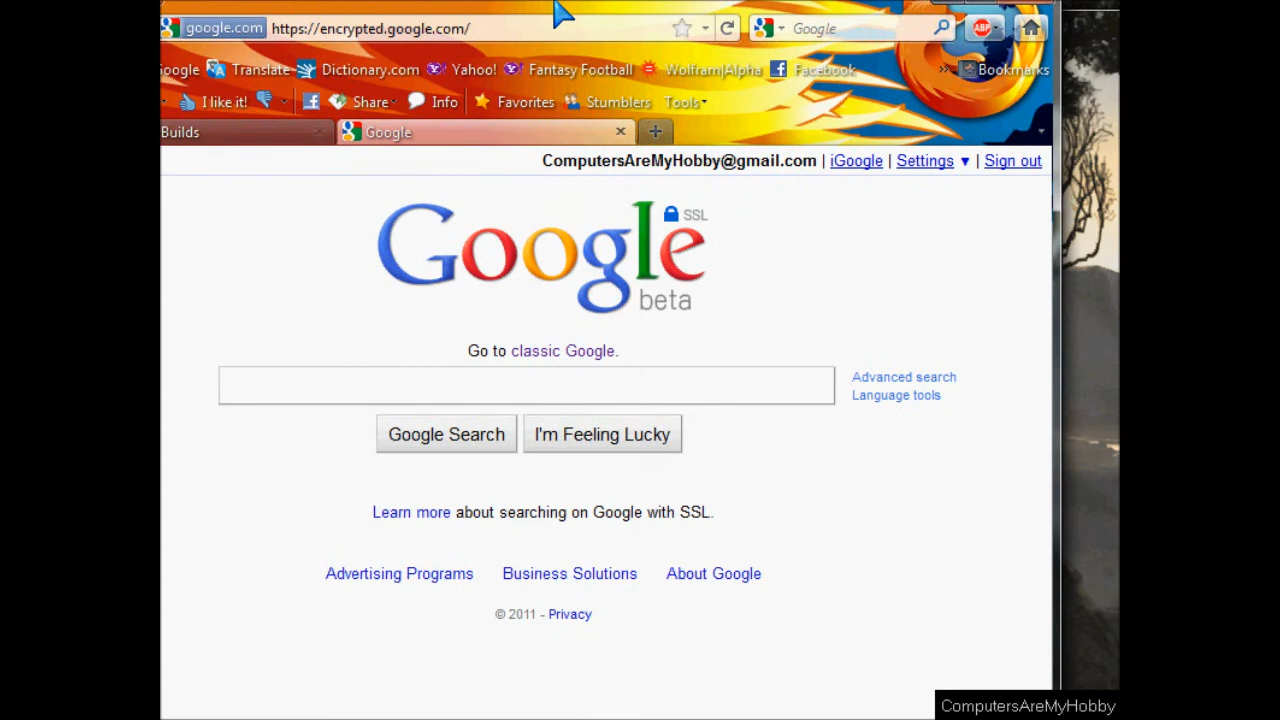 google.com https://encrypted.google.com/ Google ABP
oogle Translate Dictionary.com Yahoo! Fantasy Football Wolfram|Alpha Facebook » Bookmarks
I like it! Share Info Favorites Stumblers Tools
Builds Google
ComputersAreMyHobby@gmail.com | iGoogle | Settings ▼ | Sign out
Google SSL
beta
Go to classic Google.
Advanced search
Language tools
Google Search I'm Feeling Lucky
Learn more about searching on Google with SSL.
Advertising Programs Business Solutions About Google
© 2011 - Privacy
ComputersAreMyHobby